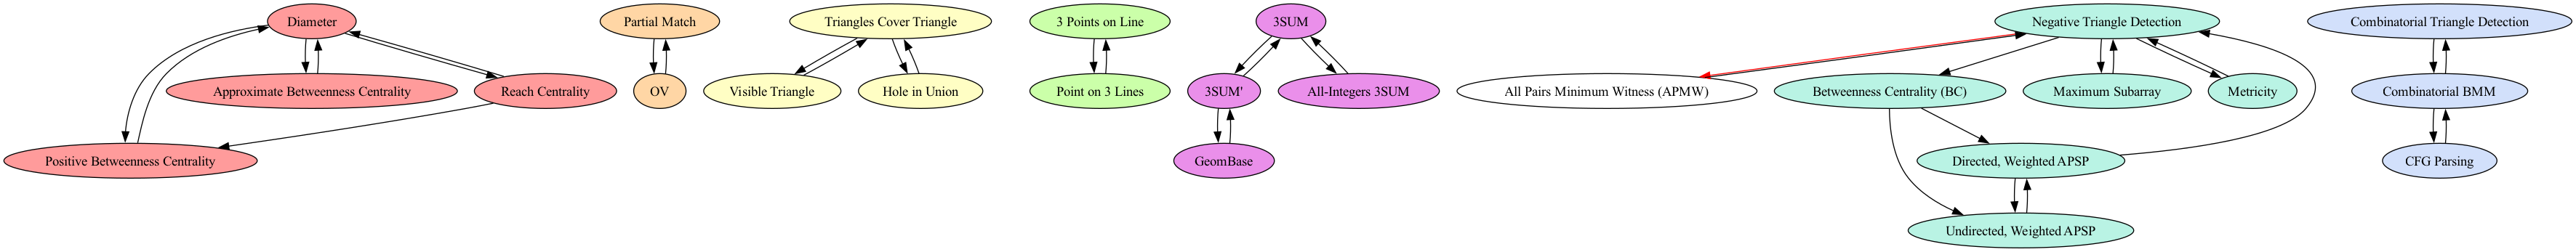 Diameter
Partial Match
Triangles Cover Triangle
3 Points on Line
3SUM
Negative Triangle Detection
Combinatorial Triangle Detection
Approximate Betweenness Centrality
Reach Centrality
OV
Visible Triangle
Hole in Union
Point on 3 Lines
3SUM'
All-Integers 3SUM
All Pairs Minimum Witness (APMW)
Betweenness Centrality (BC)
Maximum Subarray
Metricity
Combinatorial BMM
Positive Betweenness Centrality
GeomBase
Directed, Weighted APSP
CFG Parsing
Undirected, Weighted APSP